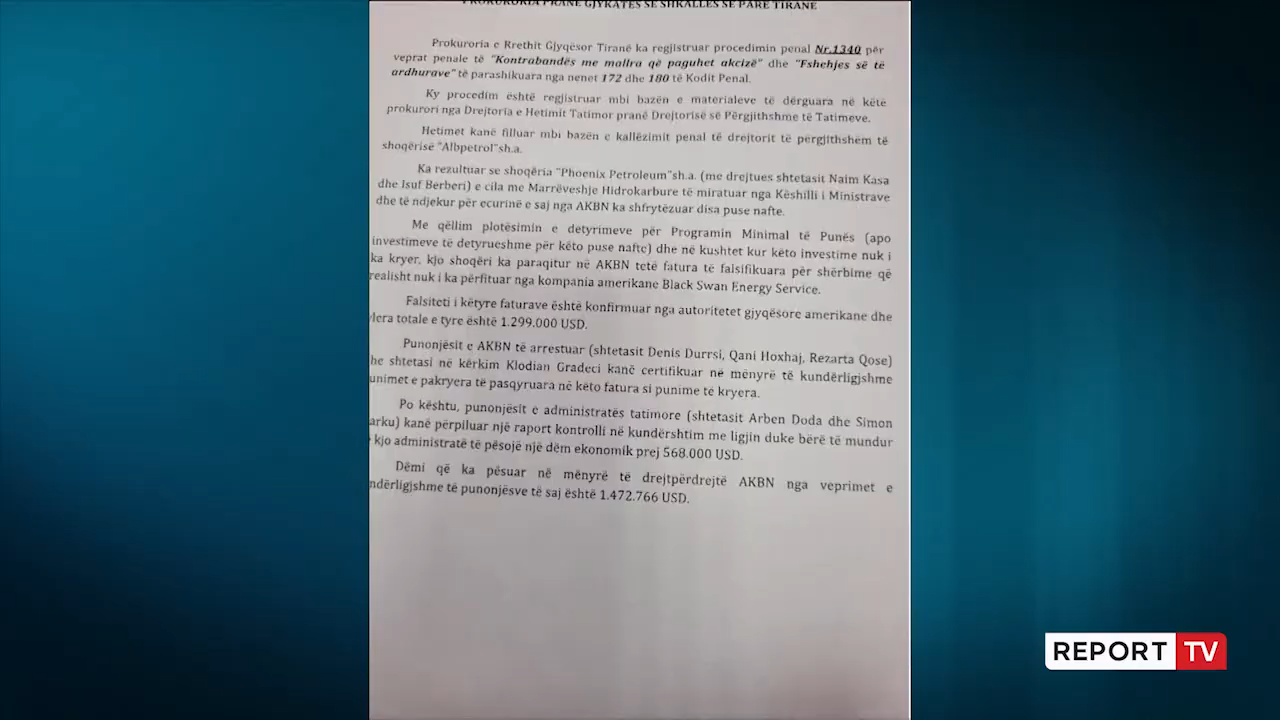 PROKURORIA PRANË GJYKATËS SË SHKALLËS SË PARË TIRANË
Prokuroria e Rrethit Gjyqësor Tiranë ka regjistruar procedimin penal Nr.1340 për
veprat penale të "Kontrabandës me mallra që paguhet akcizë" dhe "Fshehjes së të
ardhurave" të parashikuara nga nenet 172 dhe 180 të Kodit Penal.
Ky procedim është regjistruar mbi bazën e materialeve të dërguara në këtë
prokurori nga Drejtoria e Hetimit Tatimor pranë Drejtorisë së Përgjithshme të Tatimeve.
Hetimet kanë filluar mbi bazën e kallëzimit penal të drejtorit të përgjithshëm të
shoqërisë "Albpetrol"sh.a.
Ka rezultuar se shoqëria "Phoenix Petroleum"sh.a. (me drejtues shtetasit Naim Kasa
dhe Isuf Berberi) e cila me Marrëveshje Hidrokarbure të miratuar nga Këshilli i Ministrave
dhe të ndjekur për ecurinë e saj nga AKBN ka shfrytëzuar disa puse nafte.
Me qëllim plotësimin e detyrimeve për Programin Minimal të Punës (apo
investimeve të detyrueshme për këto puse nafte) dhe në kushtet kur këto investime nuk i
ka kryer, kjo shoqëri ka paraqitur në AKBN tetë fatura të falsifikuara për shërbime që
realisht nuk i ka përfituar nga kompania amerikane Black Swan Energy Service.
Falsiteti i këtyre faturave është konfirmuar nga autoritetet gjyqësore amerikane dhe
vlera totale e tyre është 1.299.000 USD.
Punonjësit e AKBN të arrestuar (shtetasit Denis Durrsi, Qani Hoxhaj, Rezarta Qose)
he shtetasi në kërkim Klodian Gradeci kanë certifikuar në mënyrë të kundërligjshme
unimet e pakryera të pasqyruara në këto fatura si punime të kryera.
Po kështu, punonjësit e administratës tatimore (shtetasit Arben Doda dhe Simon
arku) kanë përpiluar një raport kontrolli në kundërshtim me ligjin duke bërë të mundur
kjo administratë të pësojë një dëm ekonomik prej 568.000 USD.
Dëmi që ka pësuar në mënyrë të drejtpërdrejtë AKBN nga veprimet e
ndërligjshme të punonjësve të saj është 1.472.766 USD.
REPORT TV